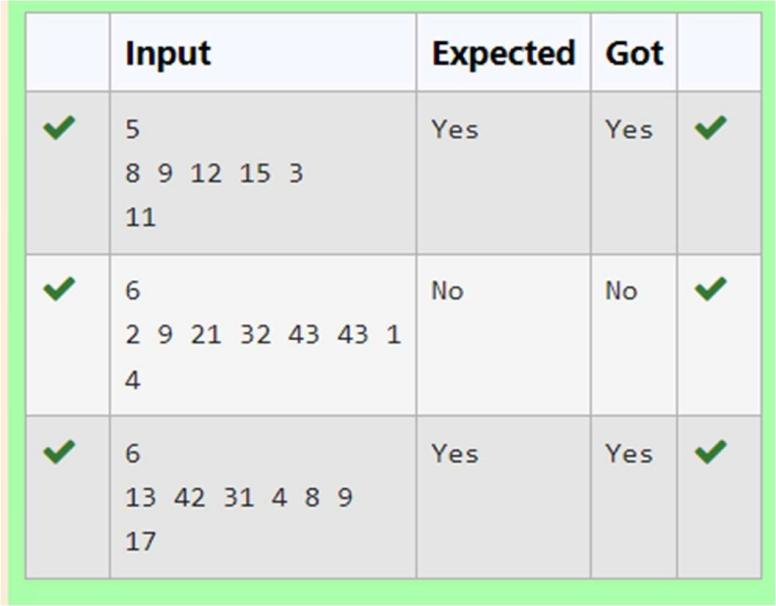 Input Expected Got
5 Yes Yes
8 9 12 15 3
11
6 No No
2 9 21 32 43 43 1
4
6 Yes Yes
13 42 31 4 8 9
17